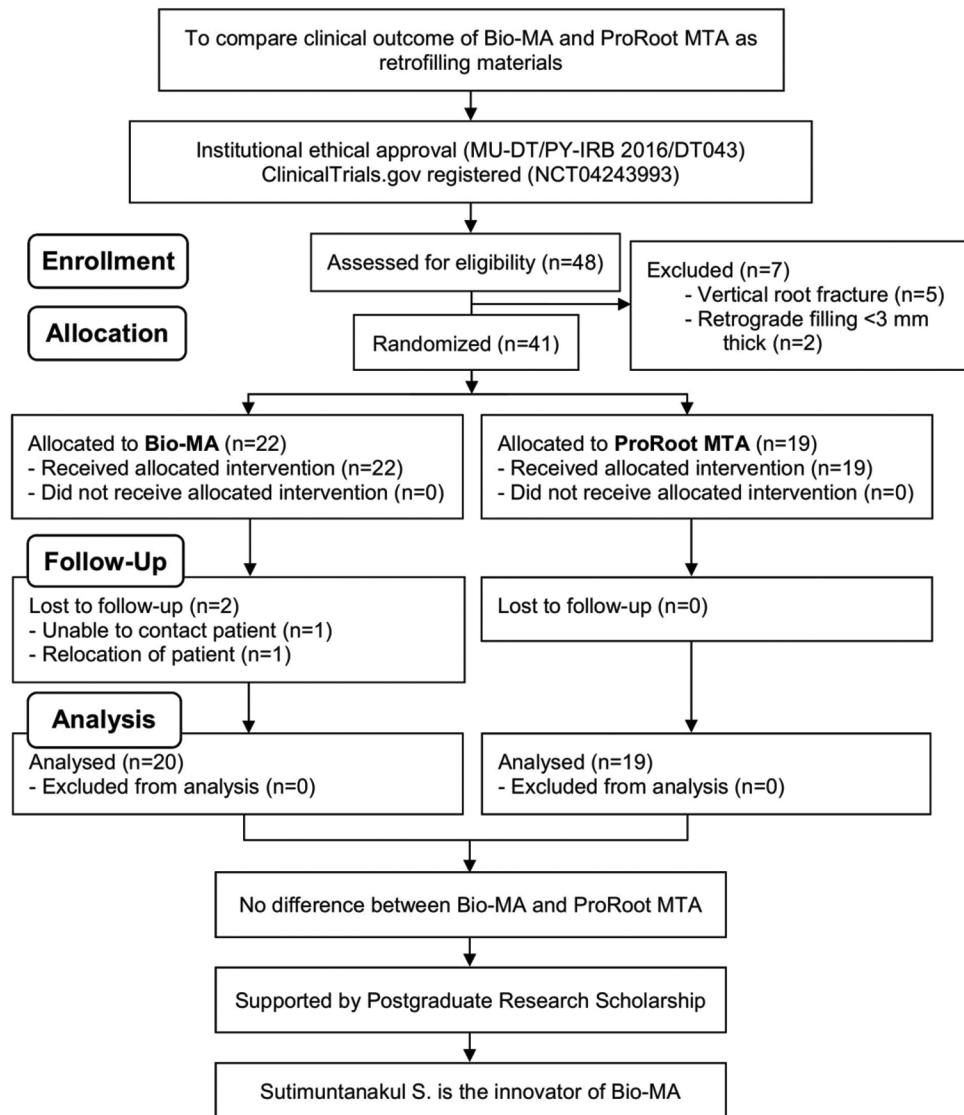 To compare clinical outcome of Bio-MA and ProRoot MTA as
retrofilling materials
Institutional ethical approval (MU-DT/PY-IRB 2016/DT043)
ClinicalTrials.gov registered (NCT04243993)
Enrollment
Assessed for eligibility (n=48)
Excluded (n=7)
- Vertical root fracture (n=5)
- Retrograde filling <3 mm
thick (n=2)
Allocation
Randomized (n=41)
Allocated to Bio-MA (n=22)
- Received allocated intervention (n=22)
- Did not receive allocated intervention (n=0)
Allocated to ProRoot MTA (n=19)
- Received allocated intervention (n=19)
- Did not receive allocated intervention (n=0)
Follow-Up
Lost to follow-up (n=2)
- Unable to contact patient (n=1)
- Relocation of patient (n=1)
Lost to follow-up (n=0)
Analysis
Analysed (n=20)
- Excluded from analysis (n=0)
Analysed (n=19)
- Excluded from analysis (n=0)
No difference between Bio-MA and ProRoot MTA
Supported by Postgraduate Research Scholarship
Sutimuntanakul S. is the innovator of Bio-MA